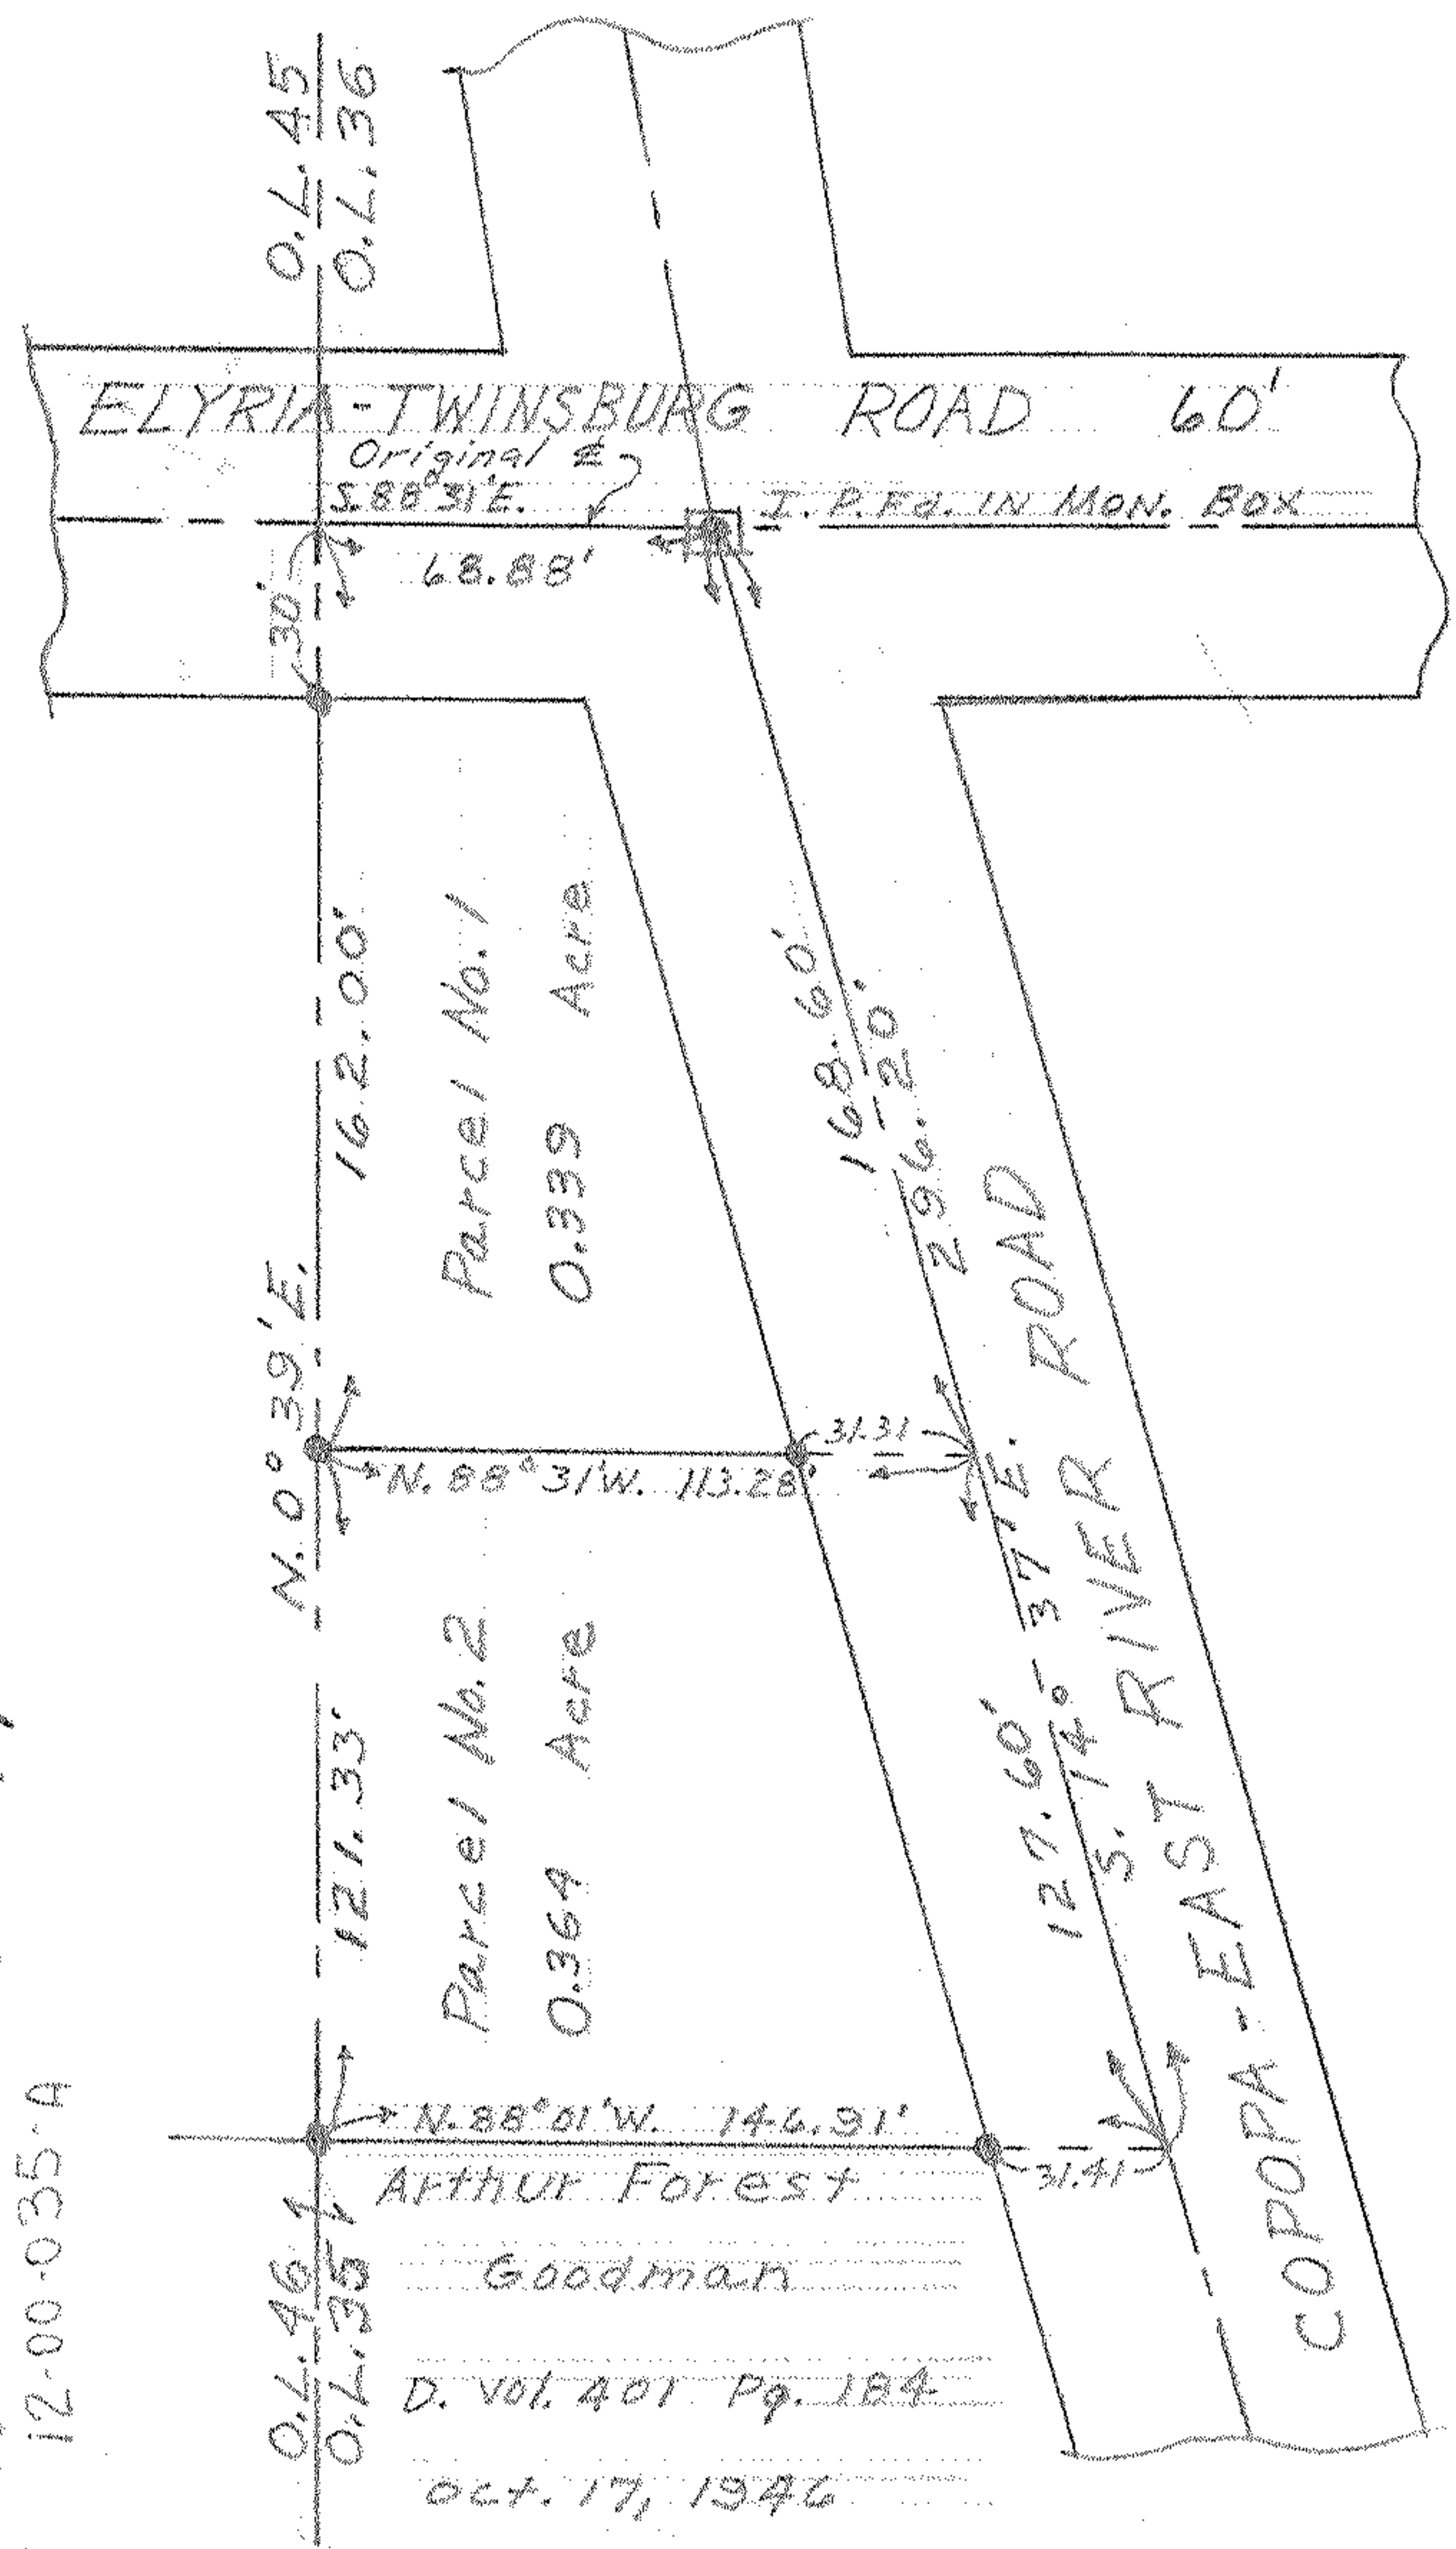 O.L. 45
O.L. 36
ELYRIA-TWINSBURG ROAD 60'
Original ℄
S.88°31'E.
I.P.Fd. IN MON. BOX
68.88'
30'
162.00'
Parcel No.1
0.339 Acre
168.60'
296.20'
N.0°39'E.
31.31
N.88°31'W. 113.28'
121.33'
Parcel No.2
0.364 Acre
127.60'
S.14°-37'E.
COPOPA-EAST RIVER ROAD
N.88°01'W. 146.91'
31.41
Arthur Forest
Goodman
D. Vol. 401 Pg. 184
Oct. 17, 1946
O.L. 46
O.L. 35
12-00-035-A